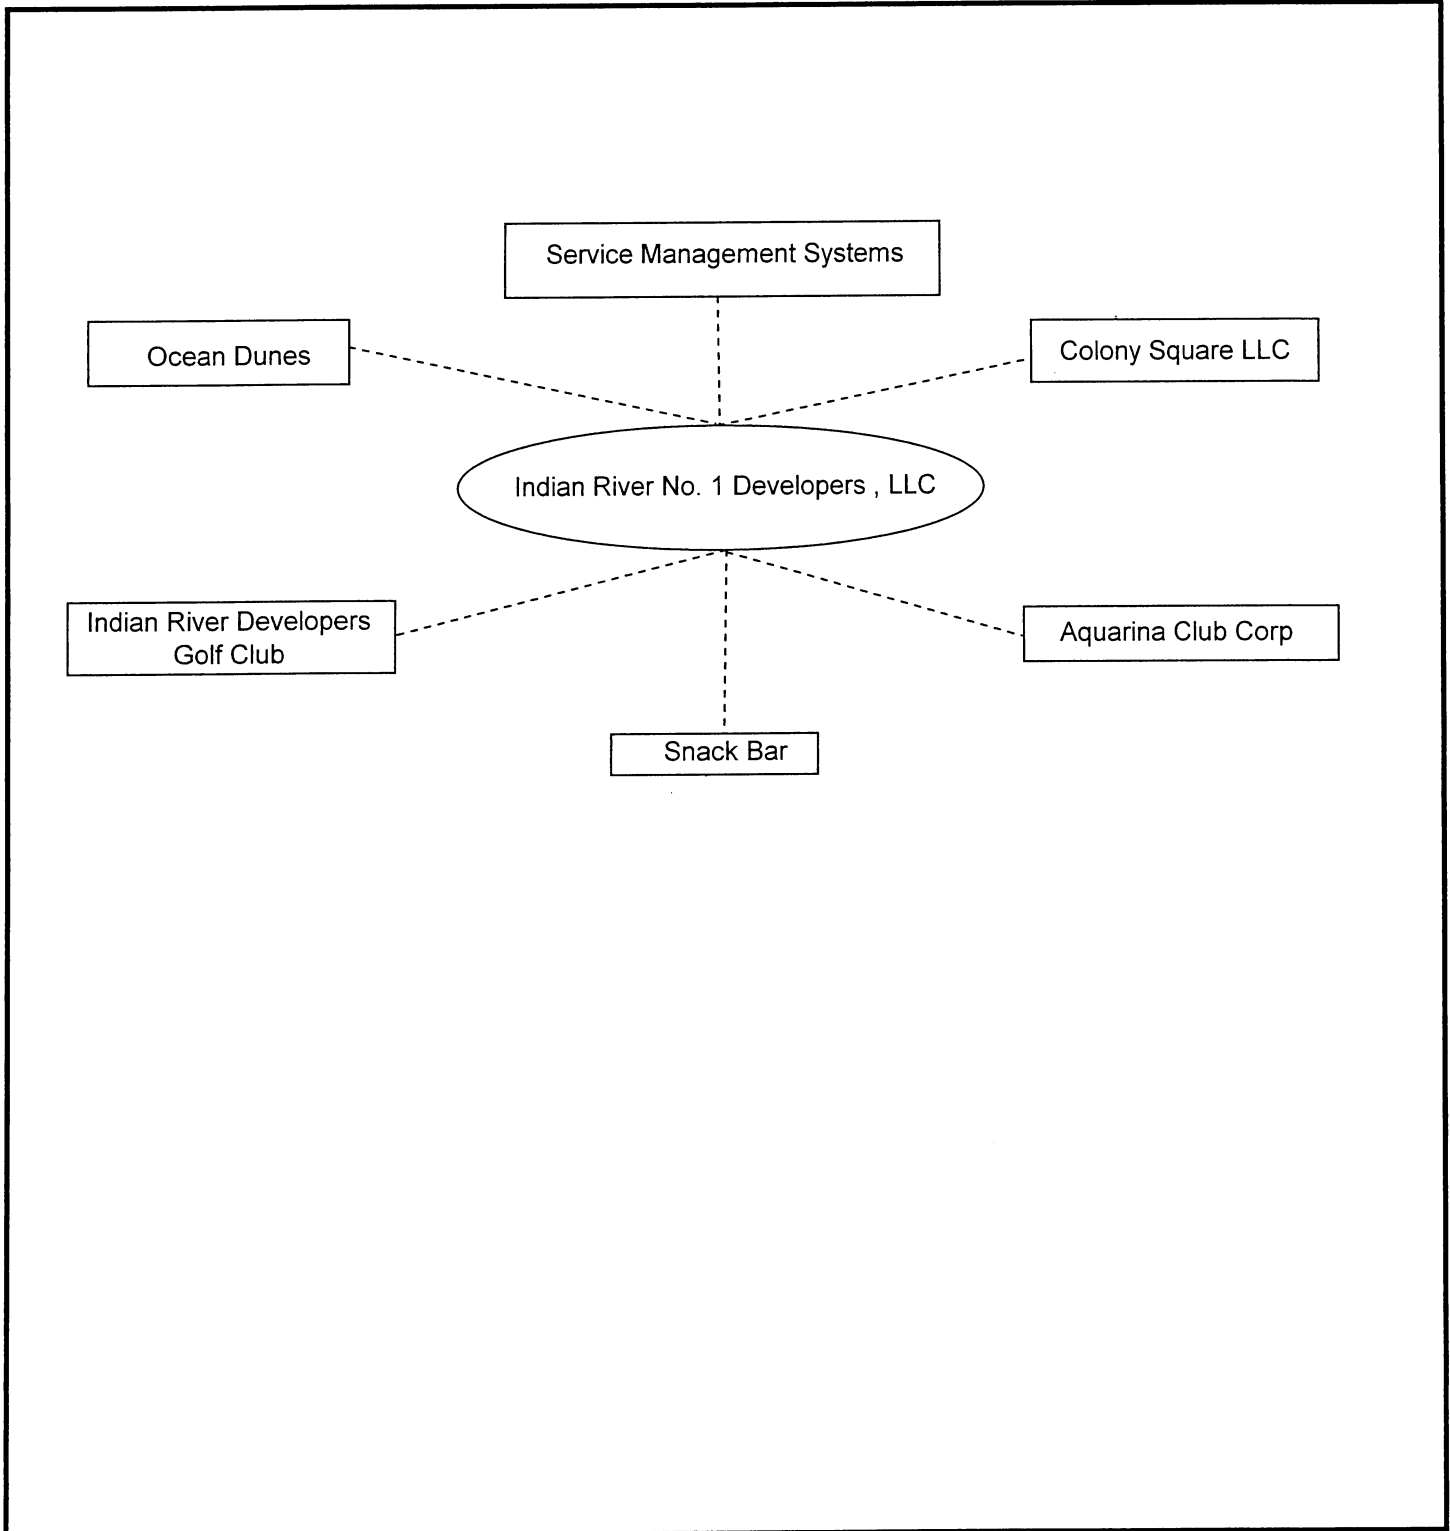 Service Management Systems
Ocean Dunes
Colony Square LLC
Indian River No. 1 Developers , LLC
Indian River Developers
Golf Club
Aquarina Club Corp
Snack Bar